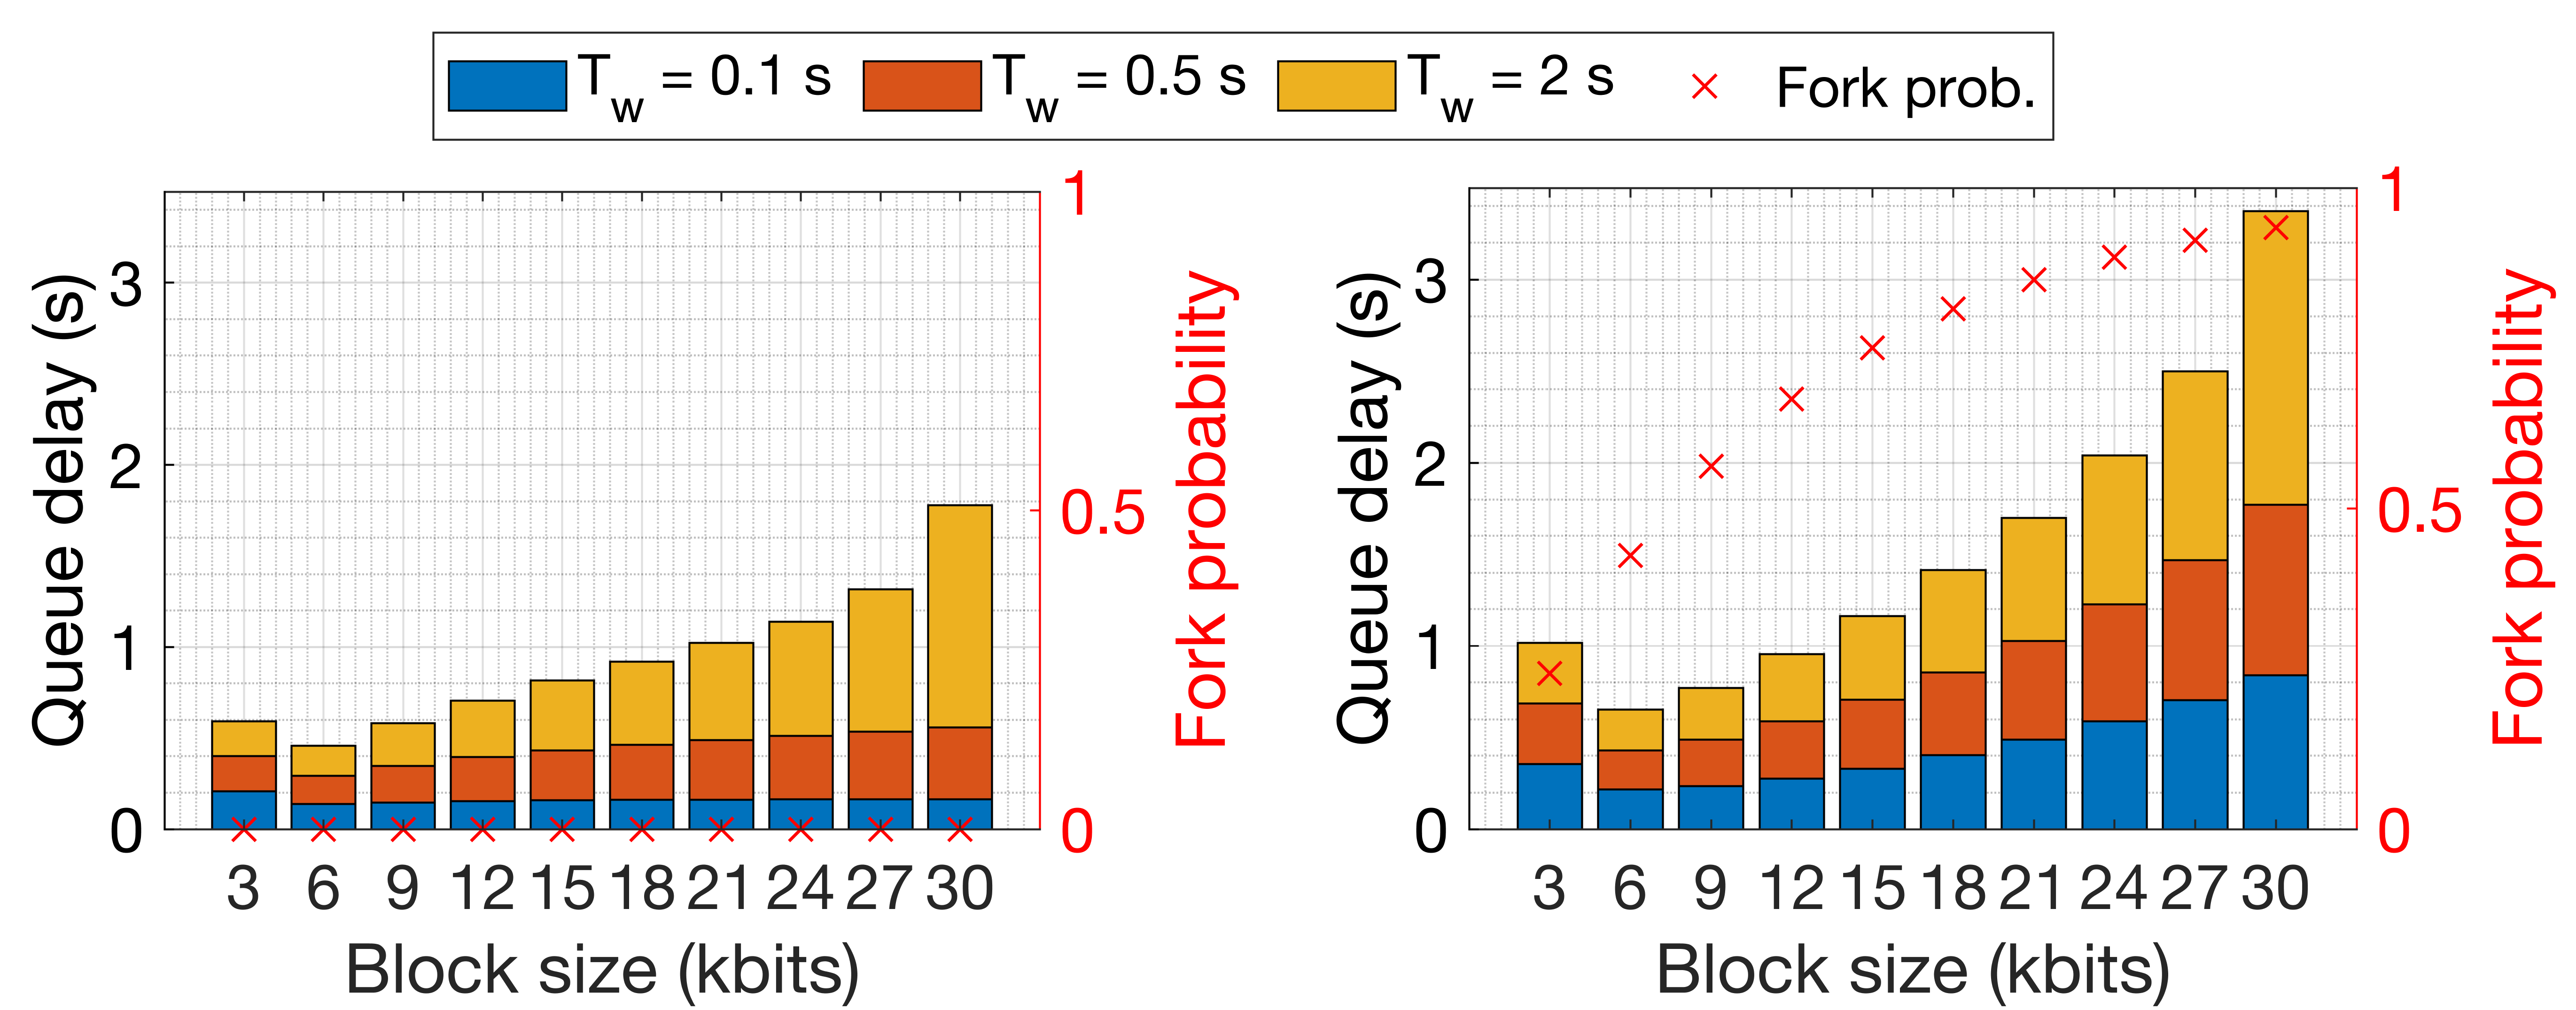 T_w = 0.1 s T_w = 0.5 s T_w = 2 s Fork prob.
Queue delay (s)
3
2
1
0
3 6 9 12 15 18 21 24 27 30
Block size (kbits)
1
0.5
0
Fork probability
Queue delay (s)
3
2
1
0
3 6 9 12 15 18 21 24 27 30
Block size (kbits)
1
0.5
0
Fork probability